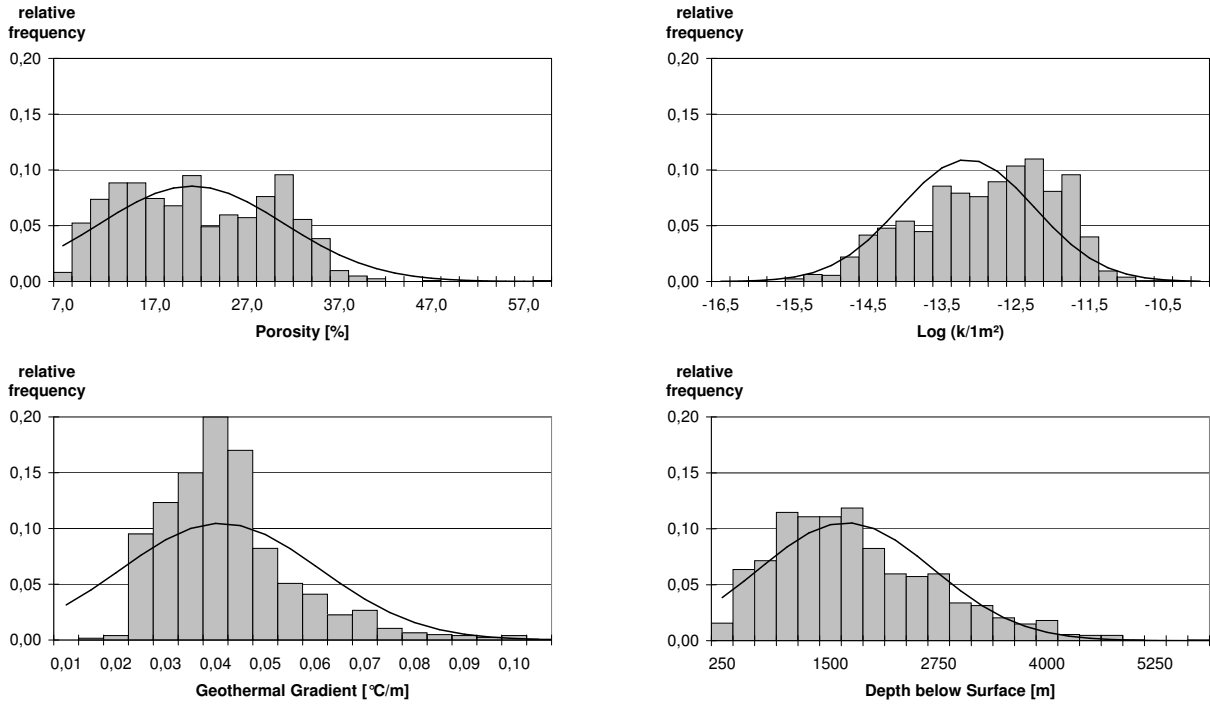 relative
frequency
0,20
0,15
0,10
0,05
0,00
7,0 17,0 27,0 37,0 47,0 57,0
Porosity [%]
relative
frequency
0,20
0,15
0,10
0,05
0,00
-16,5 -15,5 -14,5 -13,5 -12,5 -11,5 -10,5
Log (k/1m²)
relative
frequency
0,20
0,15
0,10
0,05
0,00
0,01 0,02 0,03 0,04 0,05 0,06 0,07 0,08 0,09 0,10
Geothermal Gradient [°C/m]
relative
frequency
0,20
0,15
0,10
0,05
0,00
250 1500 2750 4000 5250
Depth below Surface [m]